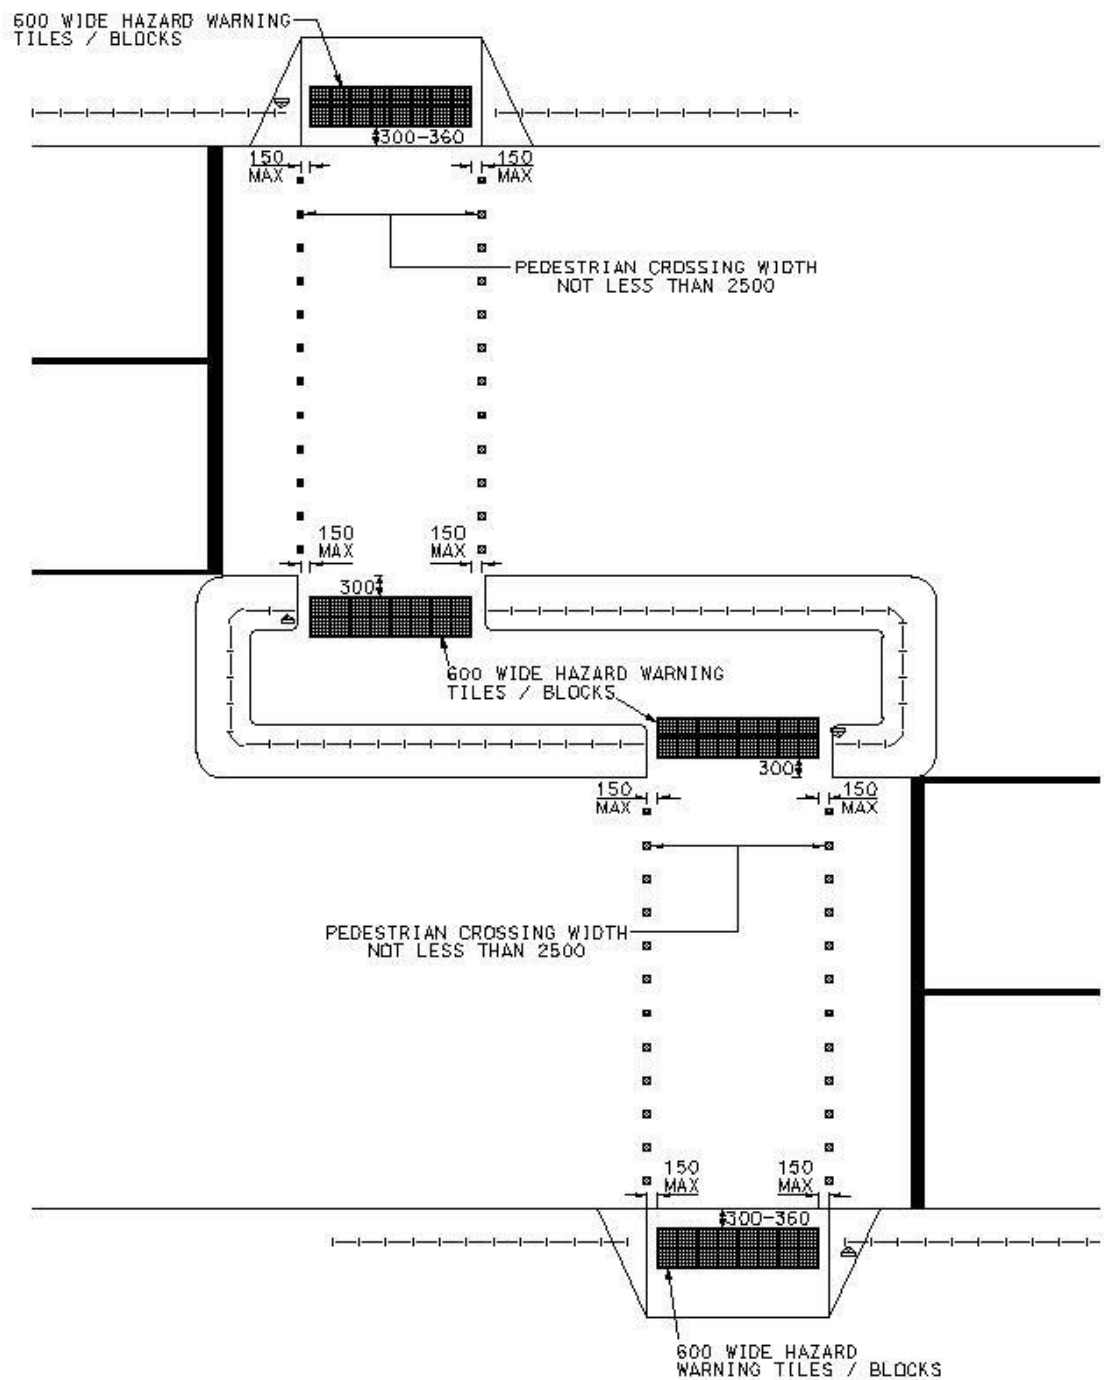 600 WIDE HAZARD WARNING
TILES / BLOCKS
300-360
150
MAX
150
MAX
PEDESTRIAN CROSSING WIDTH
NOT LESS THAN 2500
150
MAX
150
MAX
300
600 WIDE HAZARD WARNING
TILES / BLOCKS
300
150
MAX
150
MAX
PEDESTRIAN CROSSING WIDTH
NOT LESS THAN 2500
150
MAX
150
MAX
300-360
600 WIDE HAZARD
WARNING TILES / BLOCKS